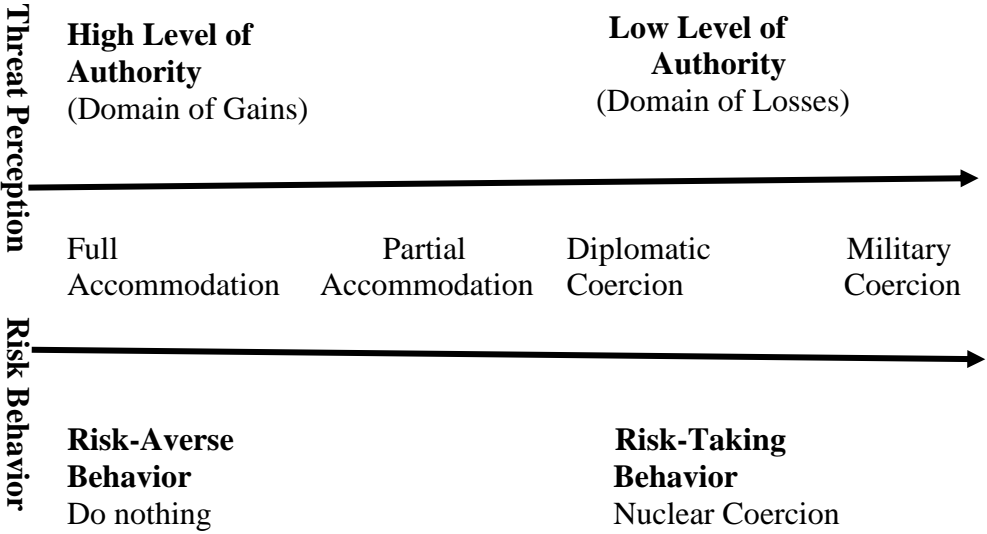 Threat Perception
High Level of
Authority
(Domain of Gains)
Low Level of
Authority
(Domain of Losses)
Full
Accommodation
Partial
Accommodation
Diplomatic
Coercion
Military
Coercion
Risk Behavior
Risk-Averse
Behavior
Do nothing
Risk-Taking
Behavior
Nuclear Coercion